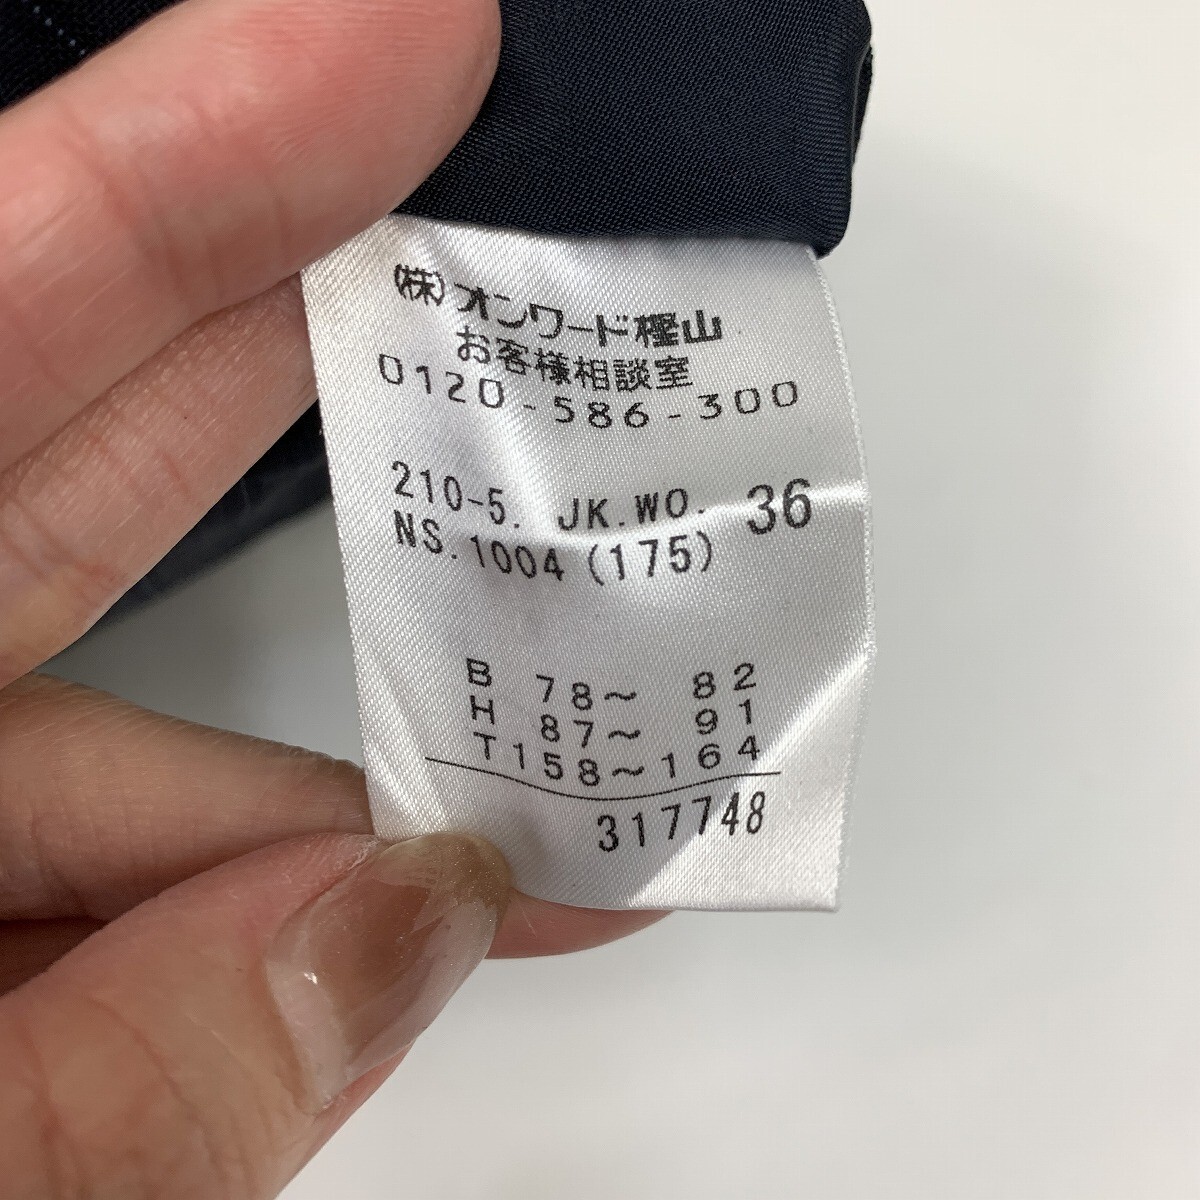 (株)オンワード樫山
お客様相談室
0120-586-300
210-5. JK.WO. 36
NS.1004(175)
B 78～ 82
H 87～ 91
T158～164
317748